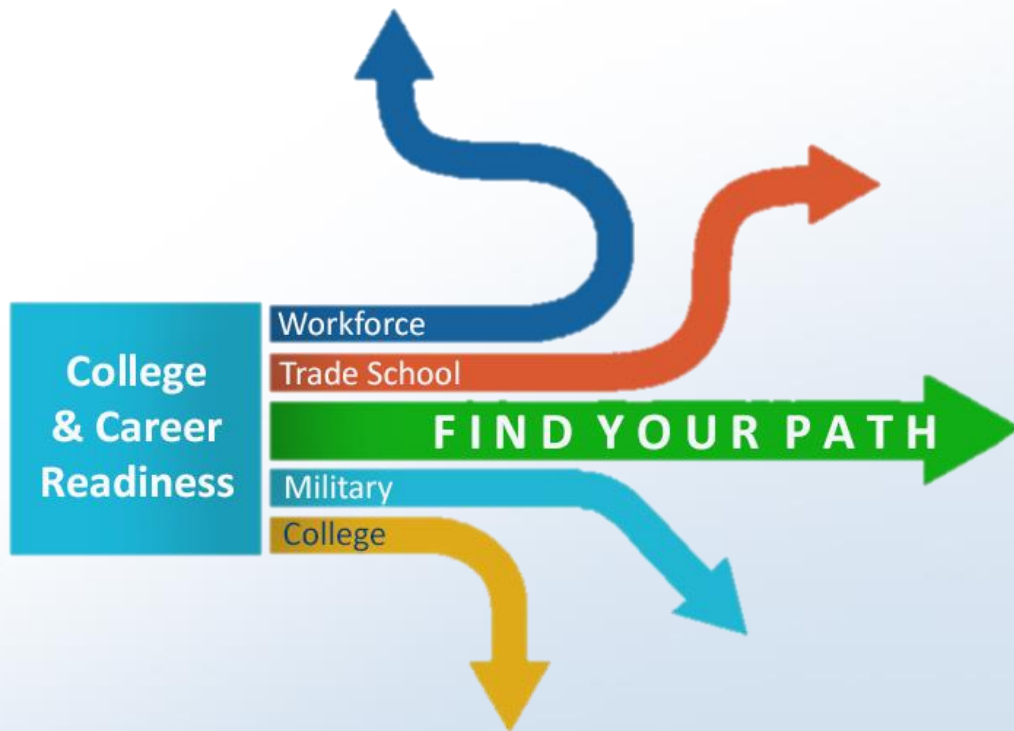 College
& Career
Readiness
Workforce
Trade School
FIND YOUR PATH
Military
College